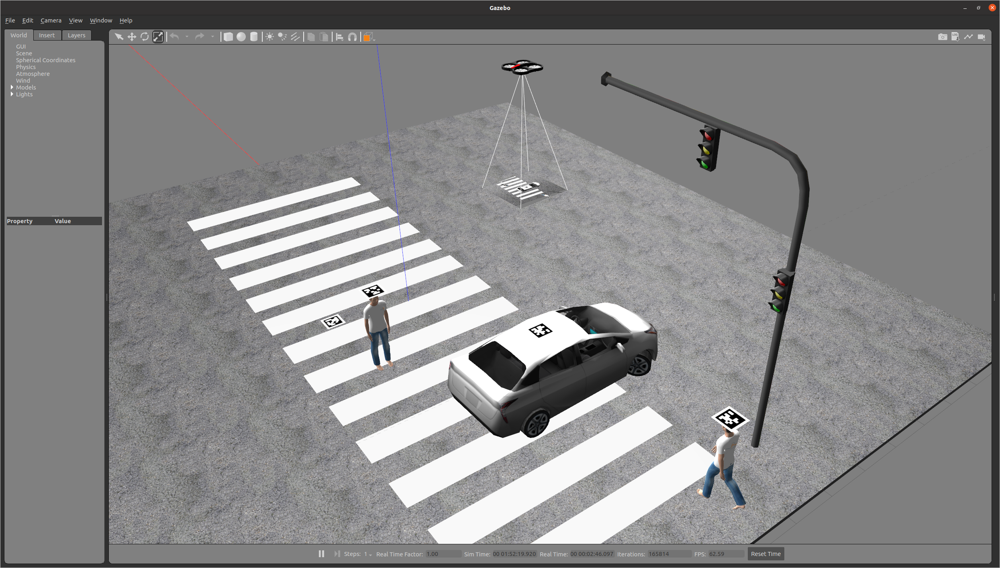 Gazebo
File Edit Camera View Window Help
World Insert Layers
GUI
Scene
Spherical Coordinates
Physics
Atmosphere
Wind
Models
Lights
LOG
Property Value
Steps: 1 Real Time Factor: 1.00 Sim Time: 00 01:52:19.920 Real Time: 00 00:02:46.097 Iterations: 165814 FPS: 62.59 Reset Time